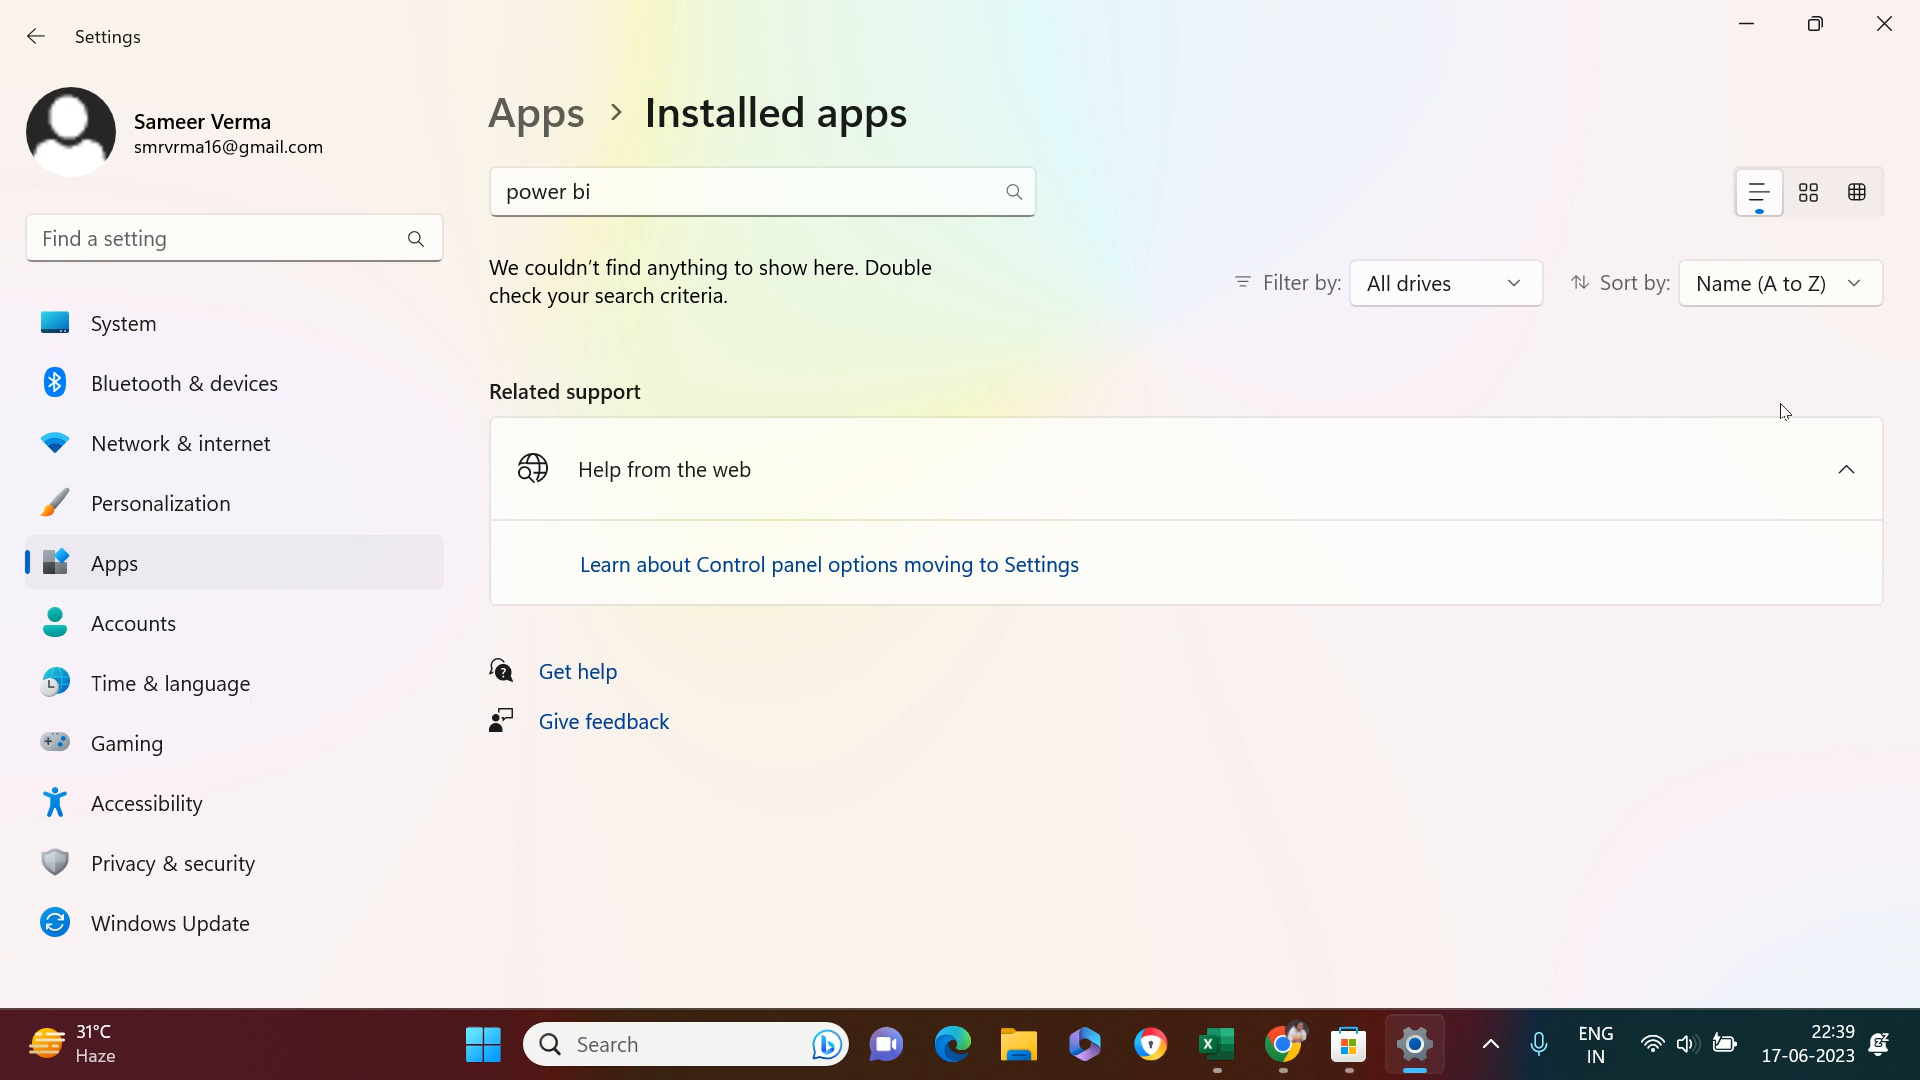 Settings
Sameer Verma
smrvrma16@gmail.com
Find a setting
System
Bluetooth & devices
Network & internet
Personalization
Apps
Accounts
Time & language
Gaming
Accessibility
Privacy & security
Windows Update
Apps > Installed apps
power bi
We couldn't find anything to show here. Double
check your search criteria.
Filter by: All drives
Sort by: Name (A to Z)
Related support
Help from the web
Learn about Control panel options moving to Settings
Get help
Give feedback
31°C
Haze
Search
ENG
IN
22:39
17-06-2023